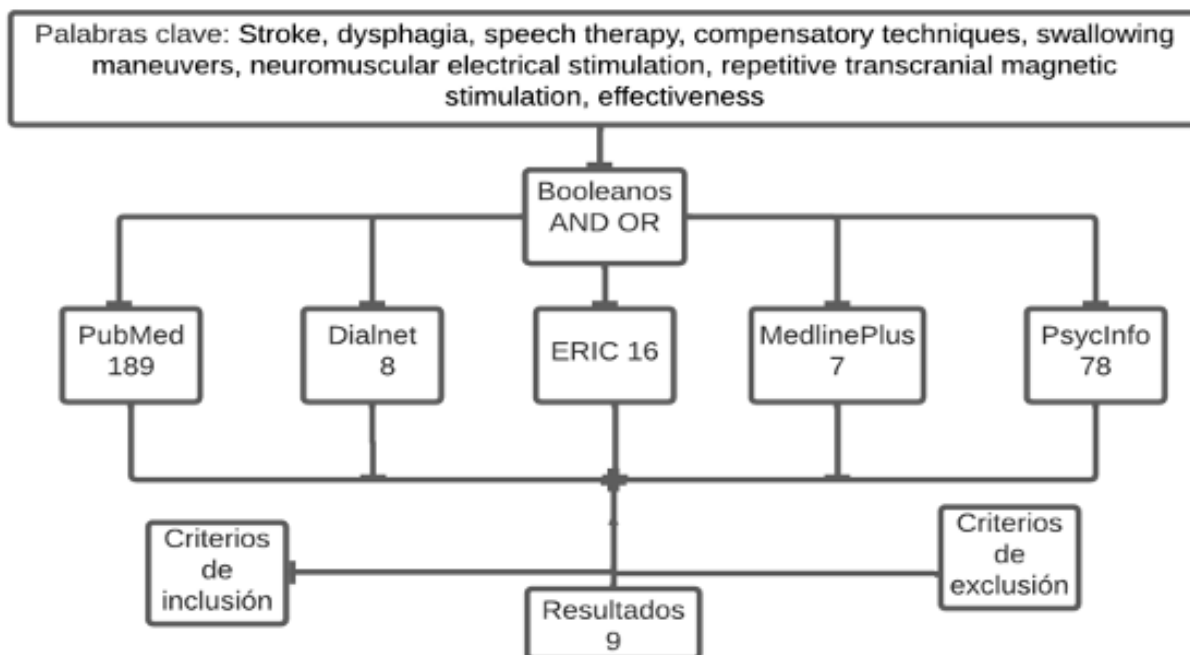 Palabras clave: Stroke, dysphagia, speech therapy, compensatory techniques, swallowing
maneuvers, neuromuscular electrical stimulation, repetitive transcranial magnetic
stimulation, effectiveness
Booleanos
AND OR
PubMed
189
Dialnet
8
ERIC 16
MedlinePlus
7
PsycInfo
78
Criterios
de
inclusión
Criterios
de
exclusión
Resultados
9